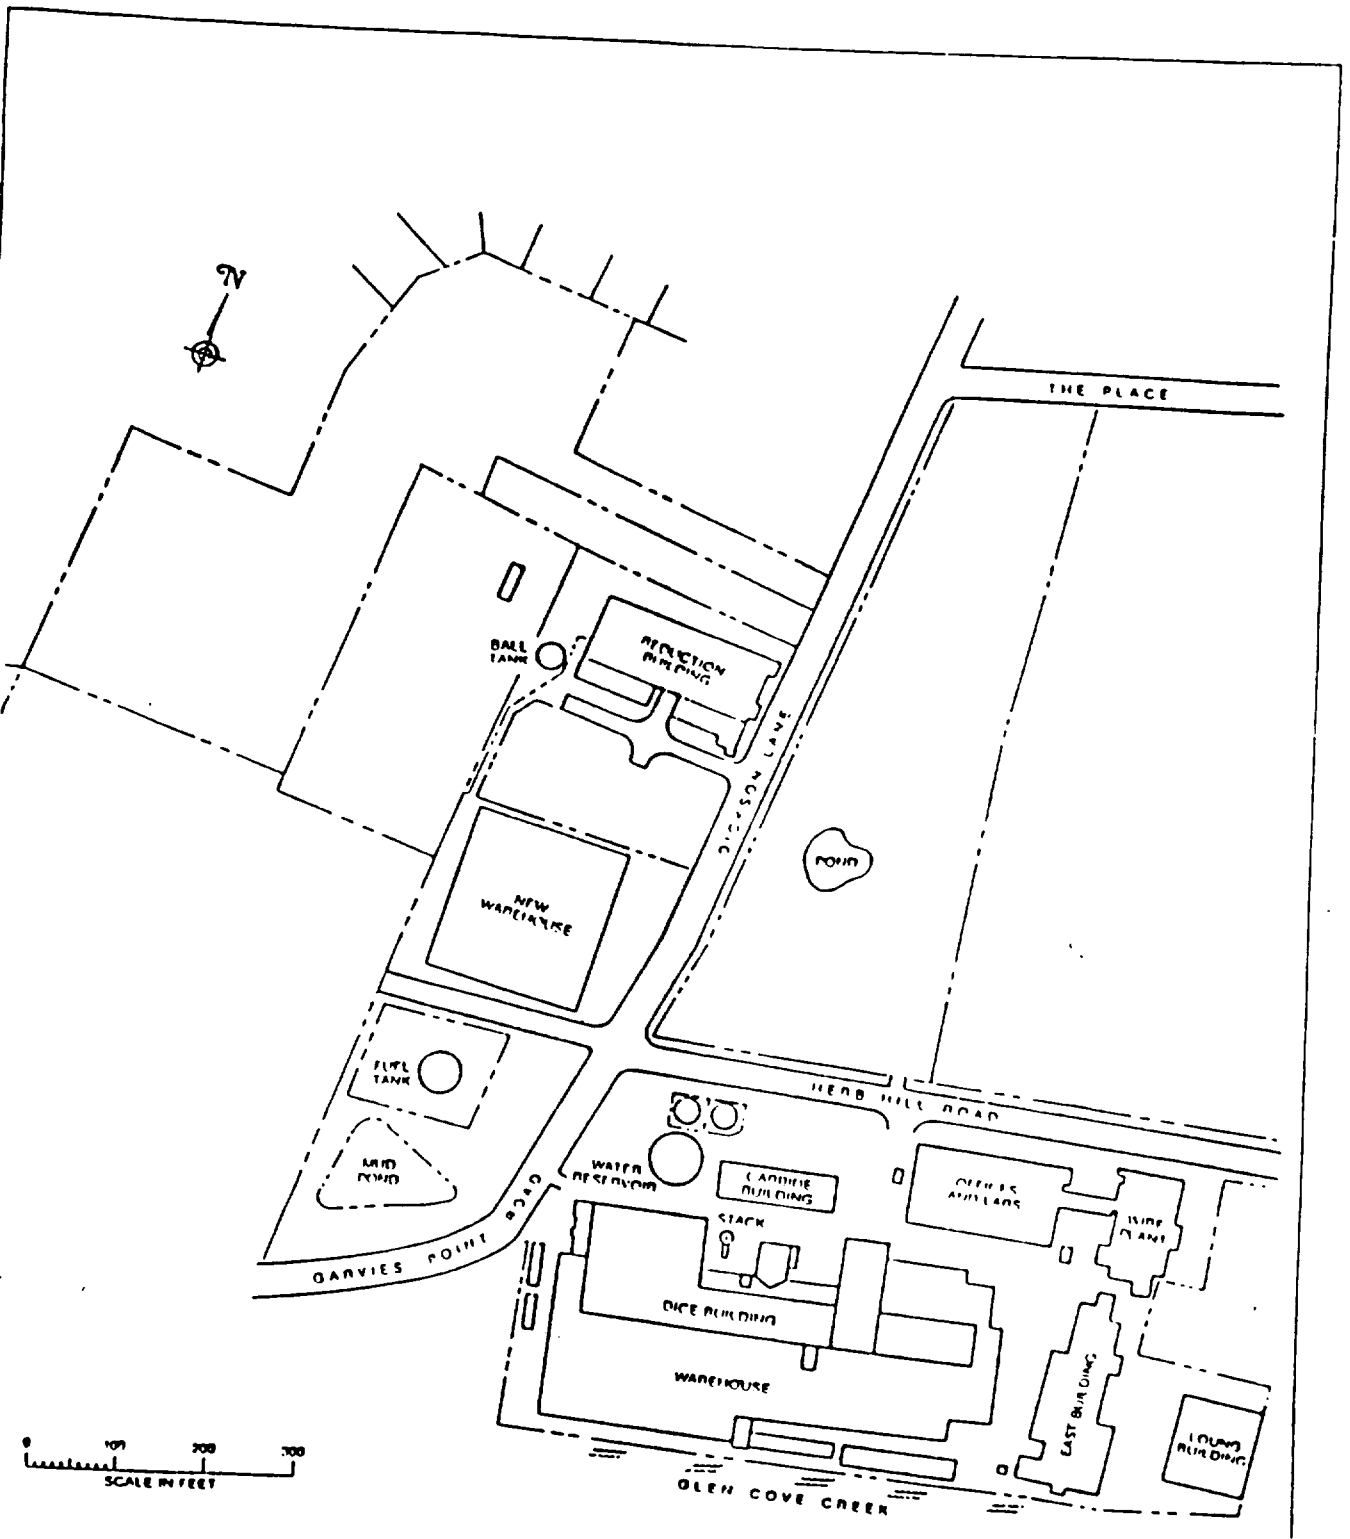 N
THE PLACE
BALL
TANK
REDUCTION
BUILDING
DICKSON LANE
POND
NEW
WAREHOUSE
FUEL
TANK
HERB HILL ROAD
MUD
POND
WATER
RESERVOIR
CARBIDE
BUILDING
OFFICES
AND LABS
WIRE
PLANT
STACK
GARVIES POINT ROAD
DICE BUILDING
WAREHOUSE
EAST BUILDING
LOUNG
BUILDING
0 100 200 300
SCALE IN FEET
GLEN COVE CREEK